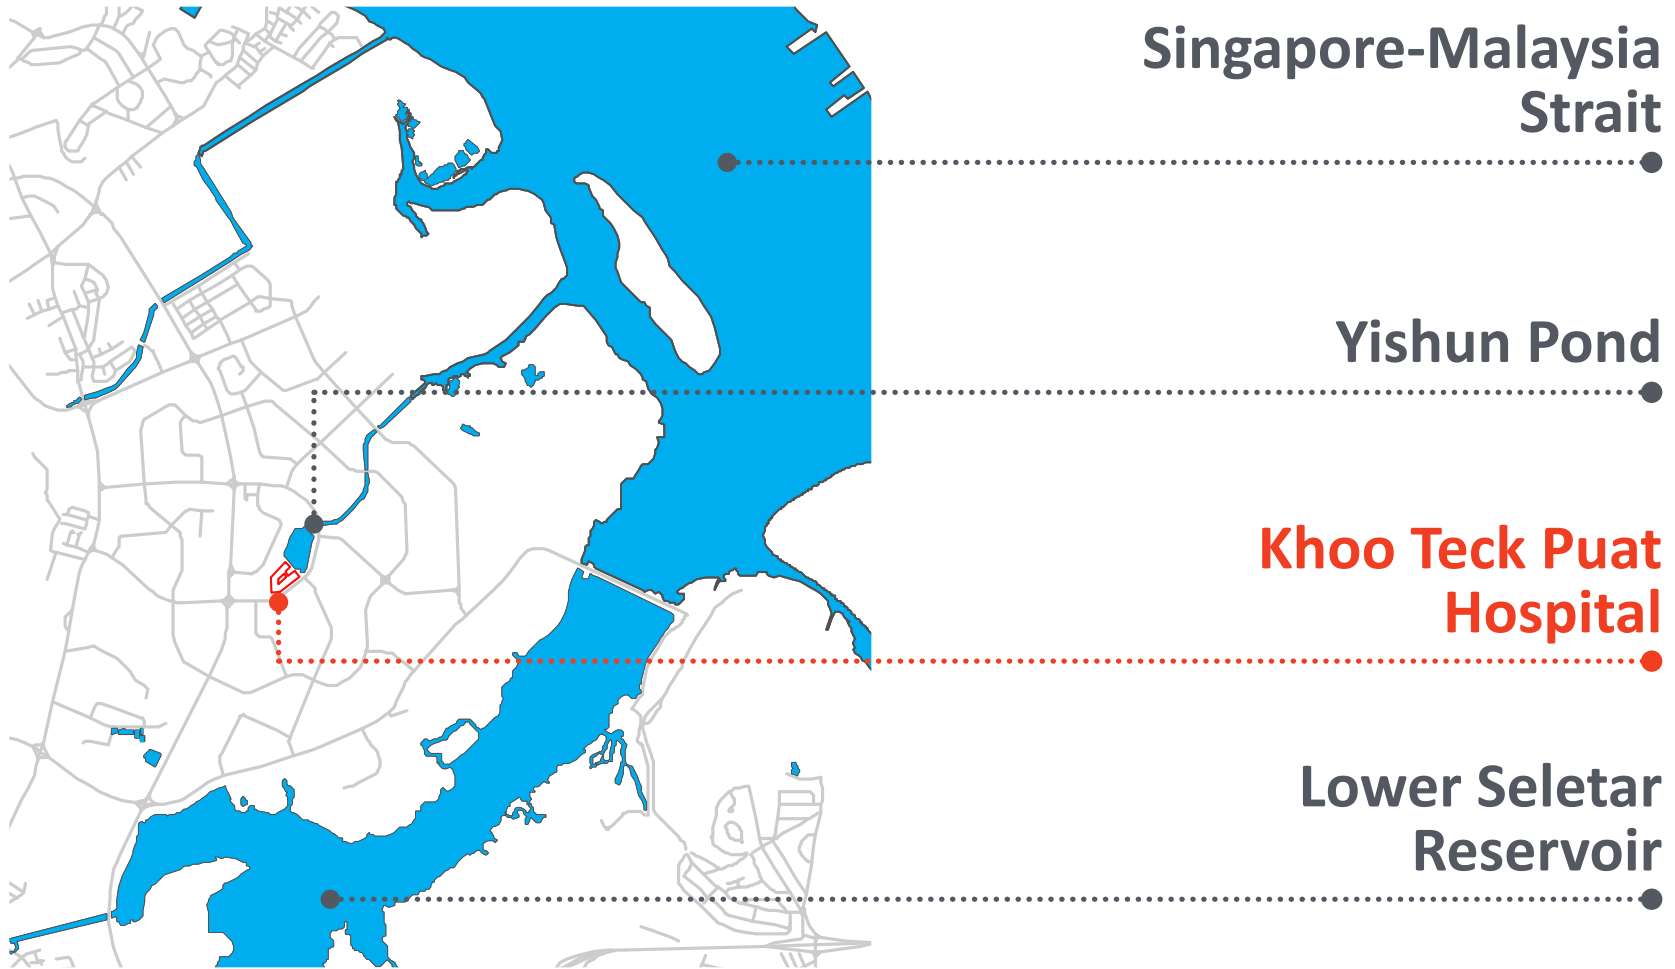 Singapore-Malaysia
Strait
Yishun Pond
Khoo Teck Puat
Hospital
Lower Seletar
Reservoir